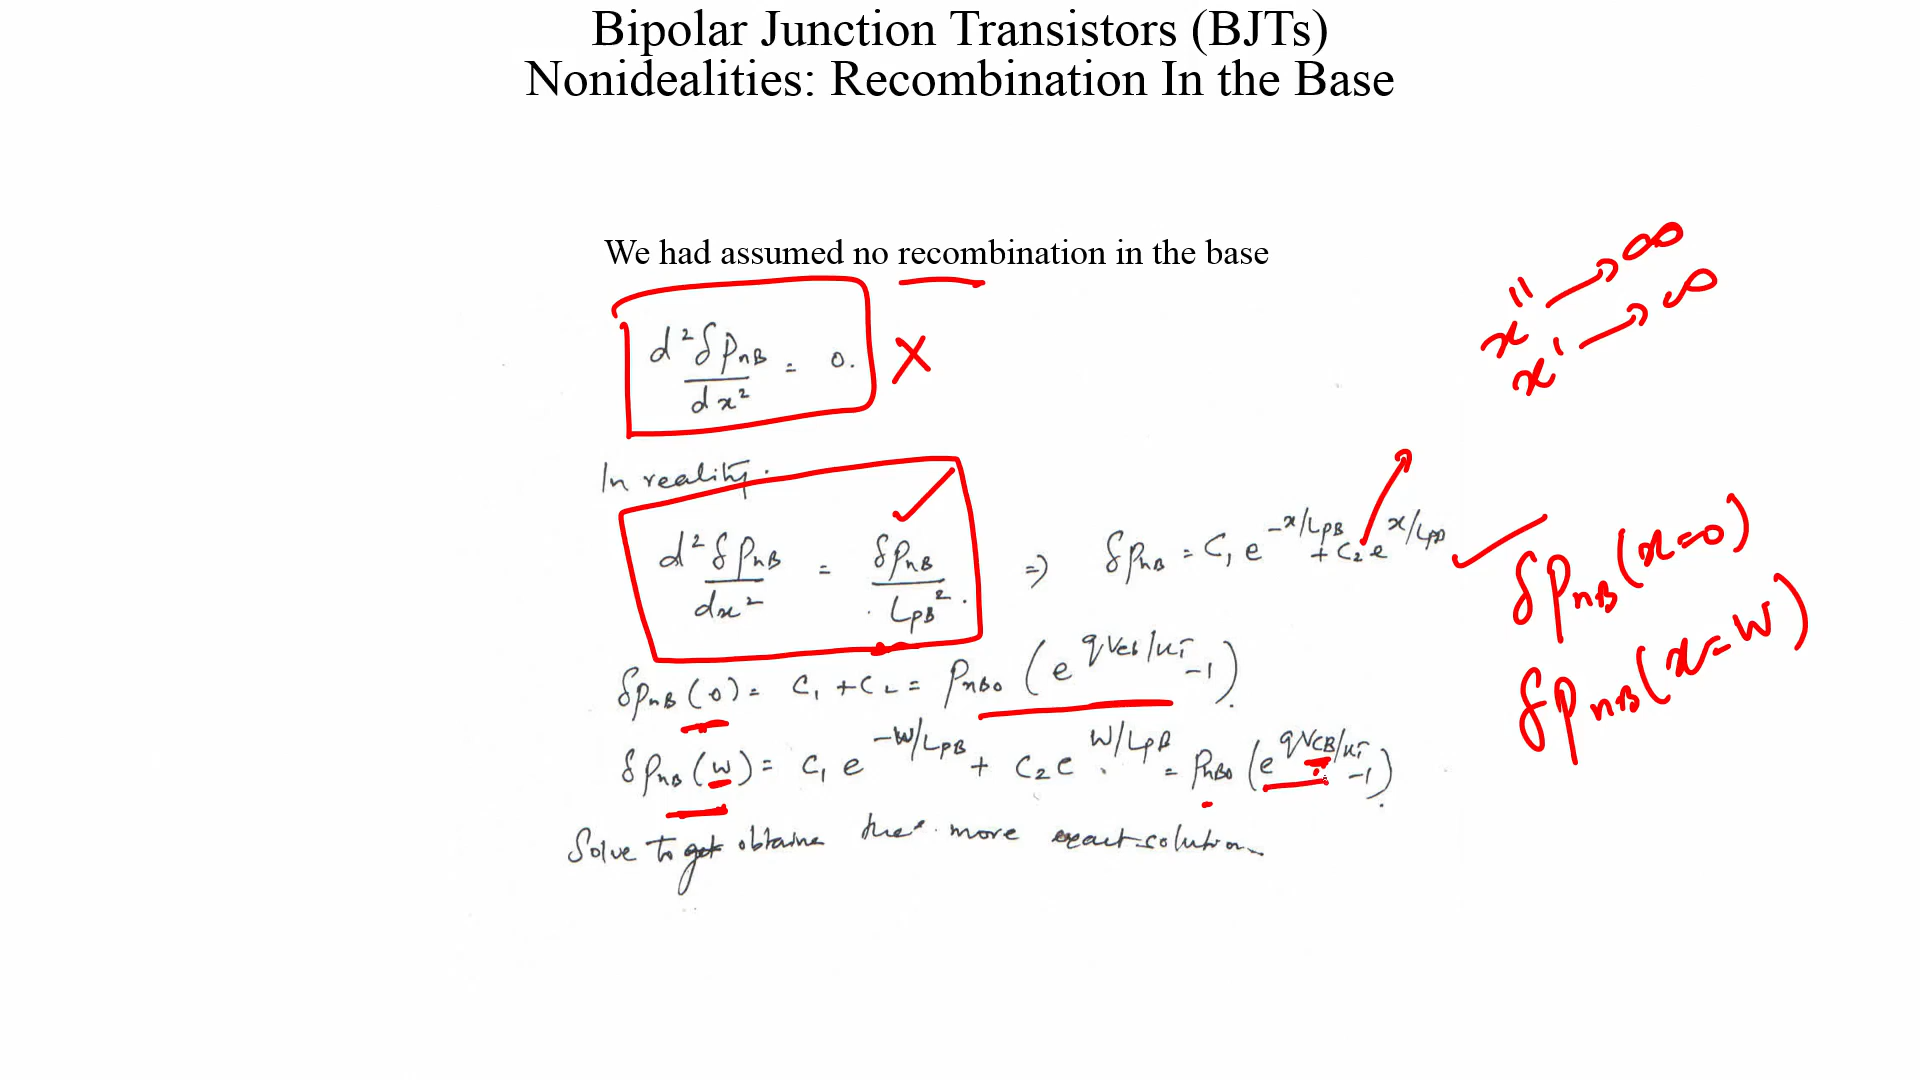 Bipolar Junction Transistors (BJTs)
Nonidealities: Recombination In the Base
We had assumed no recombination in the base
d²δp_nB/dx² = 0. X
In reality.
d²δp_nB/dx² = δp_nB/L_PB². ⇒ δp_nB = C₁ e^(-x/L_PB) + C₂ e^(x/L_PB)
δp_nB(0) = C₁ + C₂ = p_nB0 (e^(qV_EB/kT) - 1).
δp_nB(W) = C₁ e^(-W/L_PB) + C₂ e^(W/L_PB) = p_nB0 (e^(qV_CB/kT) - 1).
Solve to obtain the more exact solution
x'' → ∞
x' → ∞
δp_nB(x=0)
δp_nB(x=W)